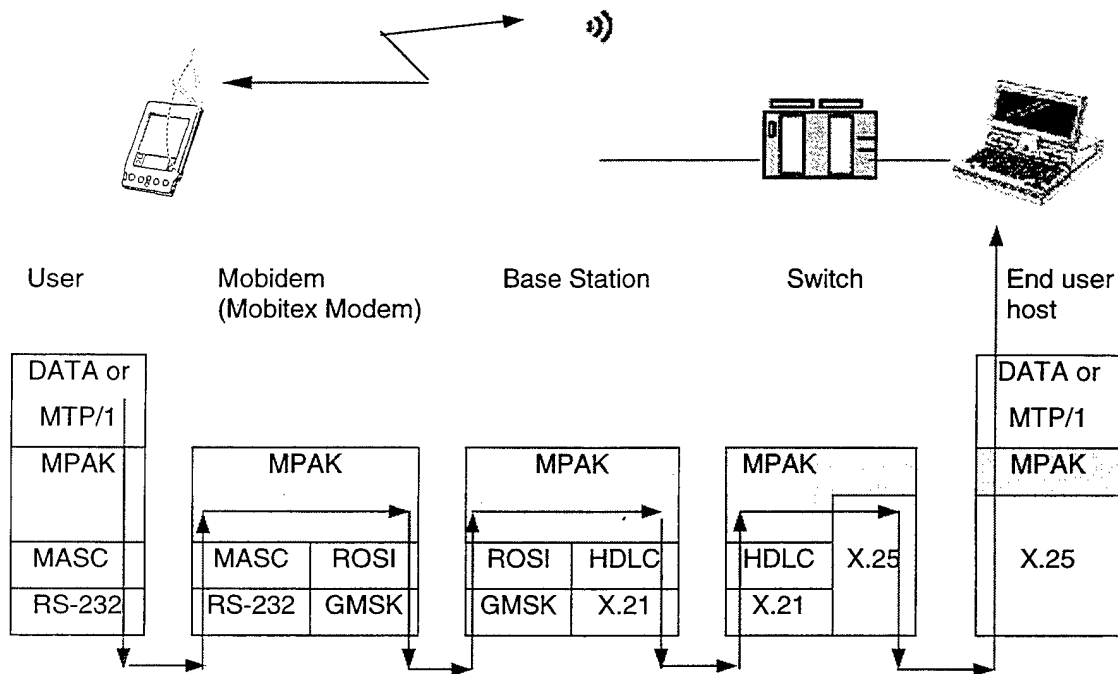 User
Mobidem
(Mobitex Modem)
Base Station
Switch
End user
host
DATA or
MTP/1
MPAK
MASC
RS-232
MPAK
MASC ROSI
RS-232 GMSK
MPAK
ROSI HDLC
GMSK X.21
MPAK
HDLC X.25
X.21
DATA or
MTP/1
MPAK
X.25